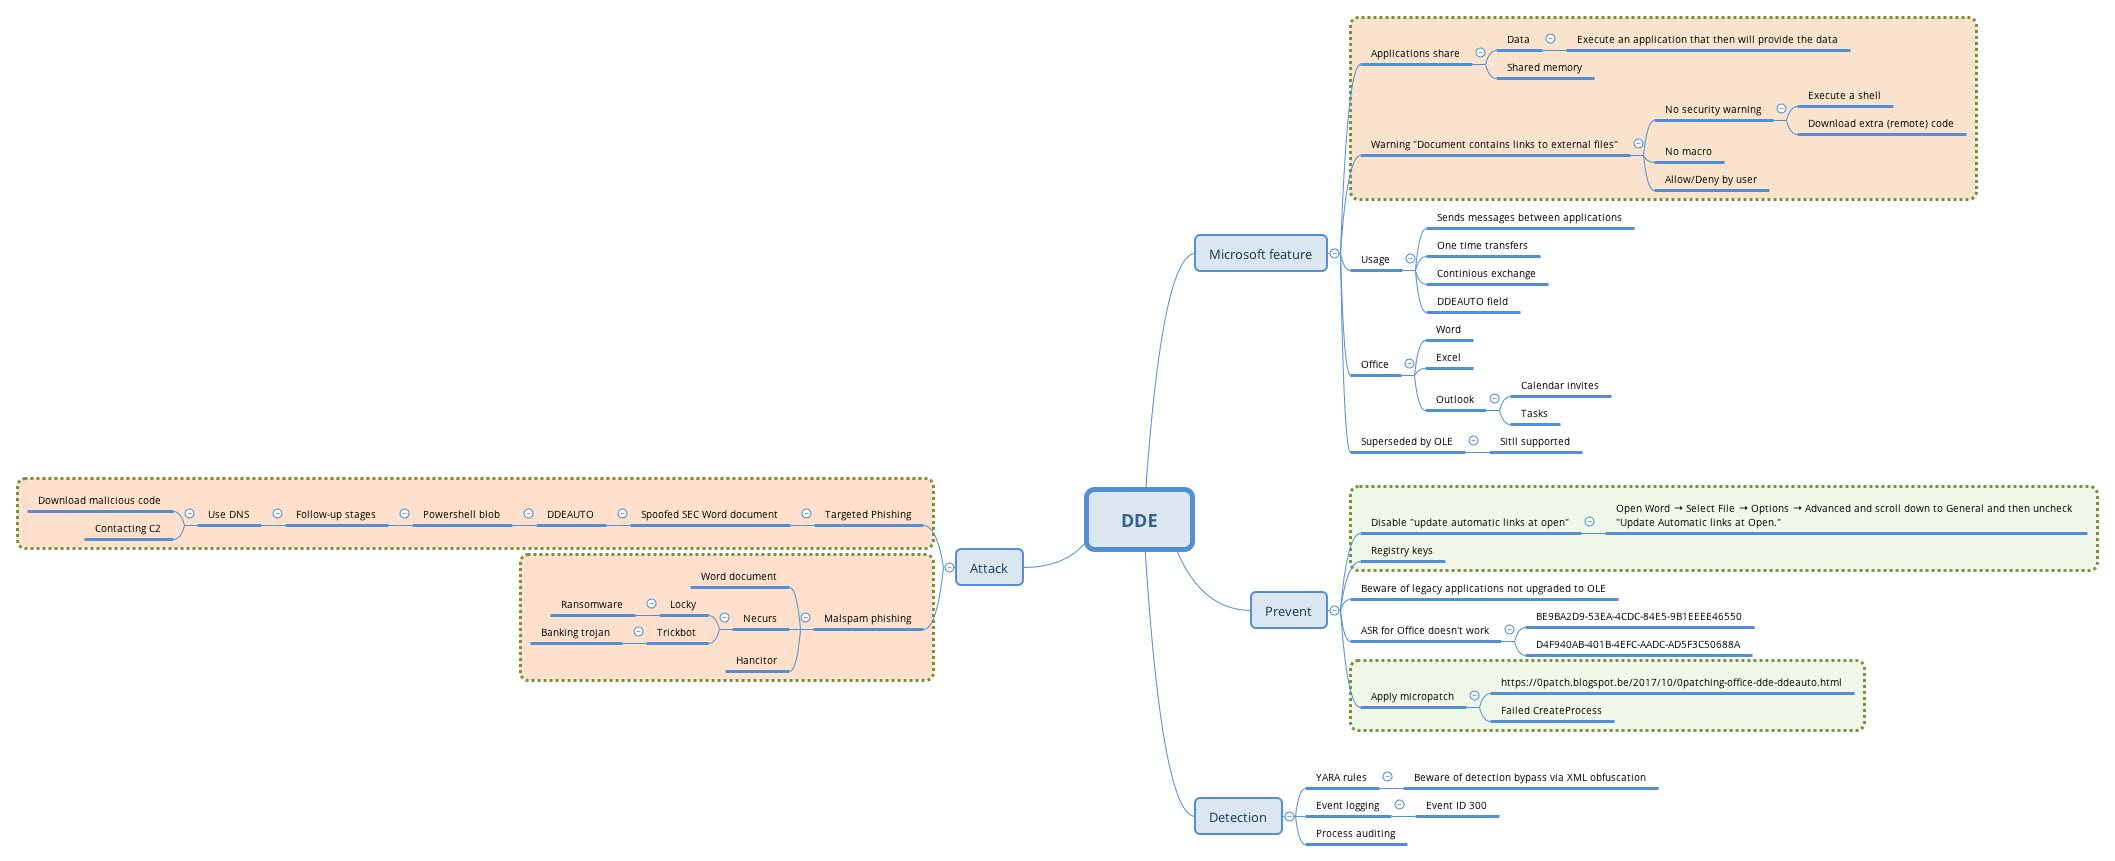 DDE
Microsoft feature
Applications share
Data
Execute an application that then will provide the data
Shared memory
Warning "Document contains links to external files"
No security warning
Execute a shell
Download extra (remote) code
No macro
Allow/Deny by user
Usage
Sends messages between applications
One time transfers
Continious exchange
DDEAUTO field
Office
Word
Excel
Outlook
Calendar invites
Tasks
Superseded by OLE
Sitll supported
Prevent
Disable "update automatic links at open"
Open Word → Select File → Options → Advanced and scroll down to General and then uncheck
"Update Automatic links at Open."
Registry keys
Beware of legacy applications not upgraded to OLE
ASR for Office doesn't work
BE9BA2D9-53EA-4CDC-84E5-9B1EEEE46550
D4F940AB-401B-4EFC-AADC-AD5F3C50688A
Apply micropatch
https://0patch.blogspot.be/2017/10/0patching-office-dde-ddeauto.html
Failed CreateProcess
Detection
YARA rules
Beware of detection bypass via XML obfuscation
Event logging
Event ID 300
Process auditing
Attack
Targeted Phishing
Spoofed SEC Word document
DDEAUTO
Powershell blob
Follow-up stages
Use DNS
Download malicious code
Contacting C2
Malspam phishing
Word document
Necurs
Locky
Ransomware
Trickbot
Banking trojan
Hancitor